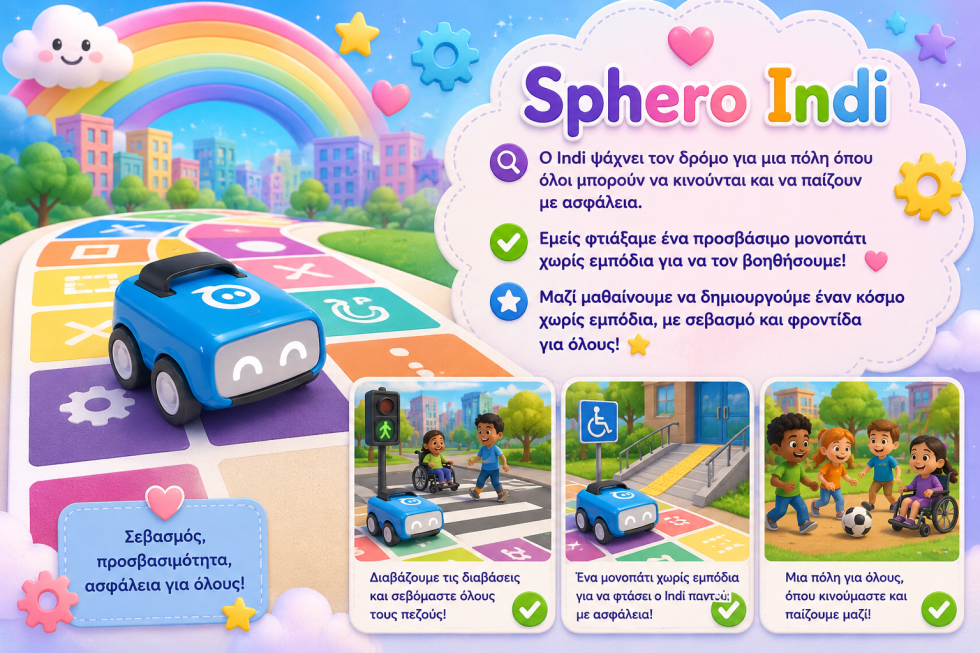 Sphero Indi
Ο Indi ψάχνει τον δρόμο για μια πόλη όπου
όλοι μπορούν να κινούνται και να παίζουν
με ασφάλεια.
Εμείς φτιάξαμε ένα προσβάσιμο μονοπάτι
χωρίς εμπόδια για να τον βοηθήσουμε!
Μαζί μαθαίνουμε να δημιουργούμε έναν κόσμο
χωρίς εμπόδια, με σεβασμό και φροντίδα
για όλους!
Σεβασμός,
προσβασιμότητα,
ασφάλεια για όλους!
Διαβάζουμε τις διαβάσεις
και σεβόμαστε όλους
τους πεζούς!
Ένα μονοπάτι χωρίς εμπόδια
για να φτάσει ο Indi παντού,
με ασφάλεια!
Μια πόλη για όλους,
όπου κινούμαστε και
παίζουμε μαζί!